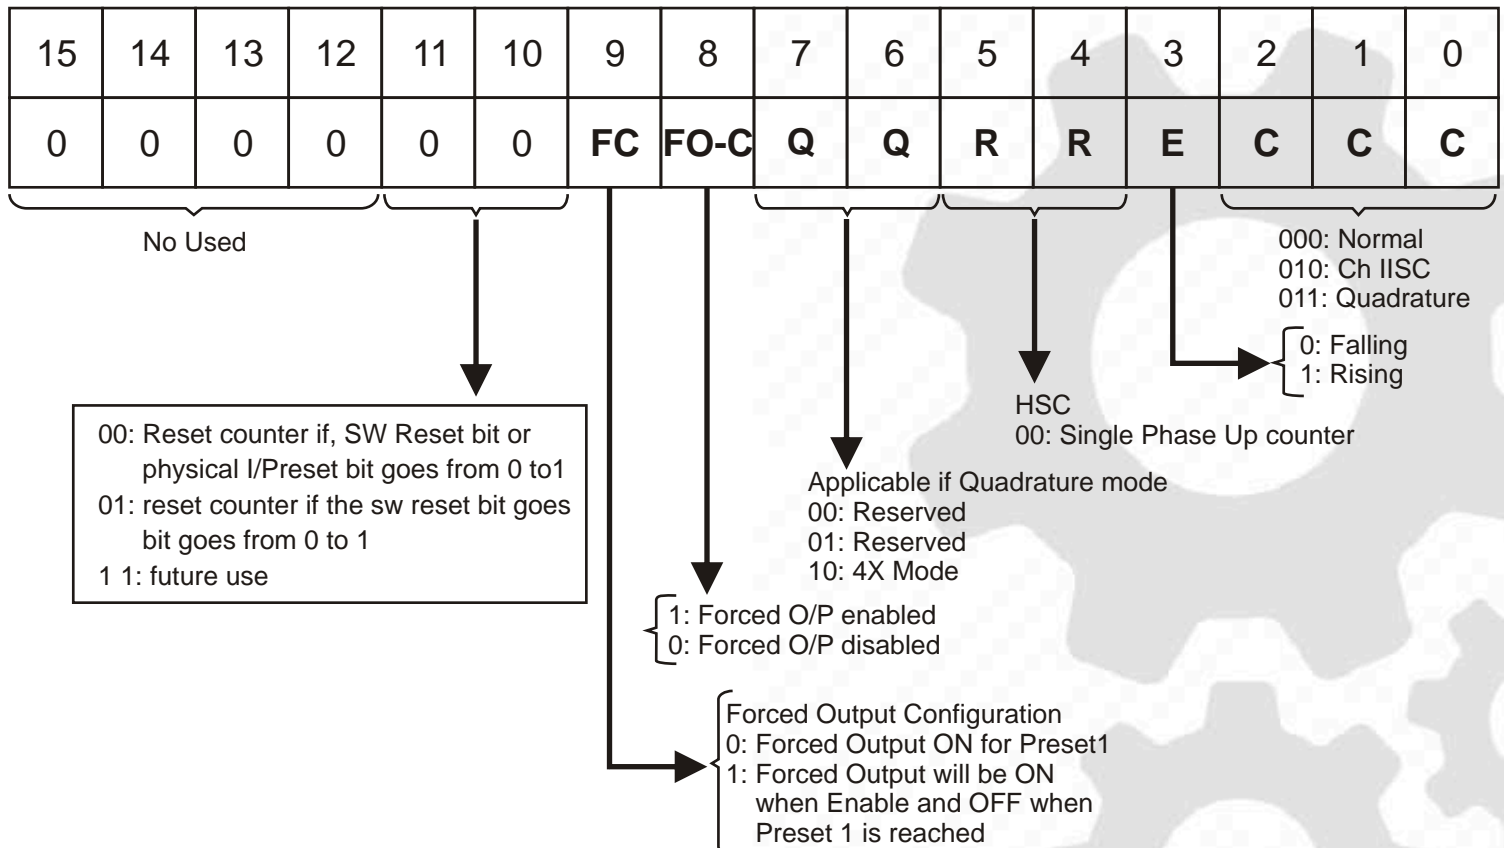 15 14 13 12 11 10 9 8 7 6 5 4 3 2 1 0
0 0 0 0 0 0 FC FO-C Q Q R R E C C C
No Used
000: Normal
010: Ch IISC
011: Quadrature
0: Falling
1: Rising
HSC
00: Single Phase Up counter
00: Reset counter if, SW Reset bit or
physical I/Preset bit goes from 0 to1
01: reset counter if the sw reset bit goes
bit goes from 0 to 1
1 1: future use
Applicable if Quadrature mode
00: Reserved
01: Reserved
10: 4X Mode
1: Forced O/P enabled
0: Forced O/P disabled
Forced Output Configuration
0: Forced Output ON for Preset1
1: Forced Output will be ON
when Enable and OFF when
Preset 1 is reached